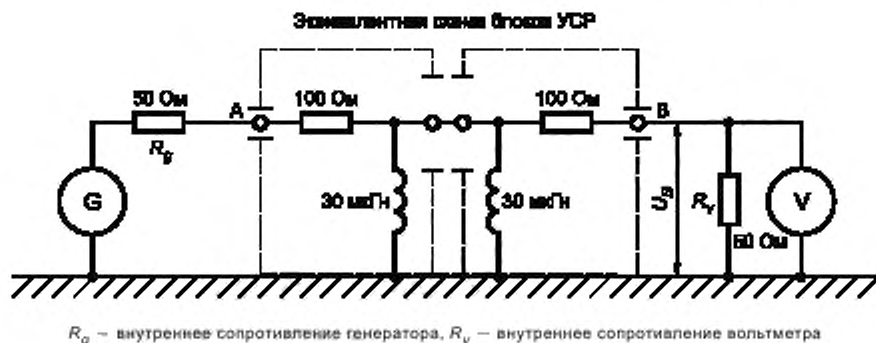 Эквивалентная схема блоков УСР
50 Ом
A
100 Ом
100 Ом
B
R_g
G
30 мкГн
30 мкГн
U_B
R_V
V
50 Ом
R_g – внутреннее сопротивление генератора, R_v – внутреннее сопротивление вольтметра